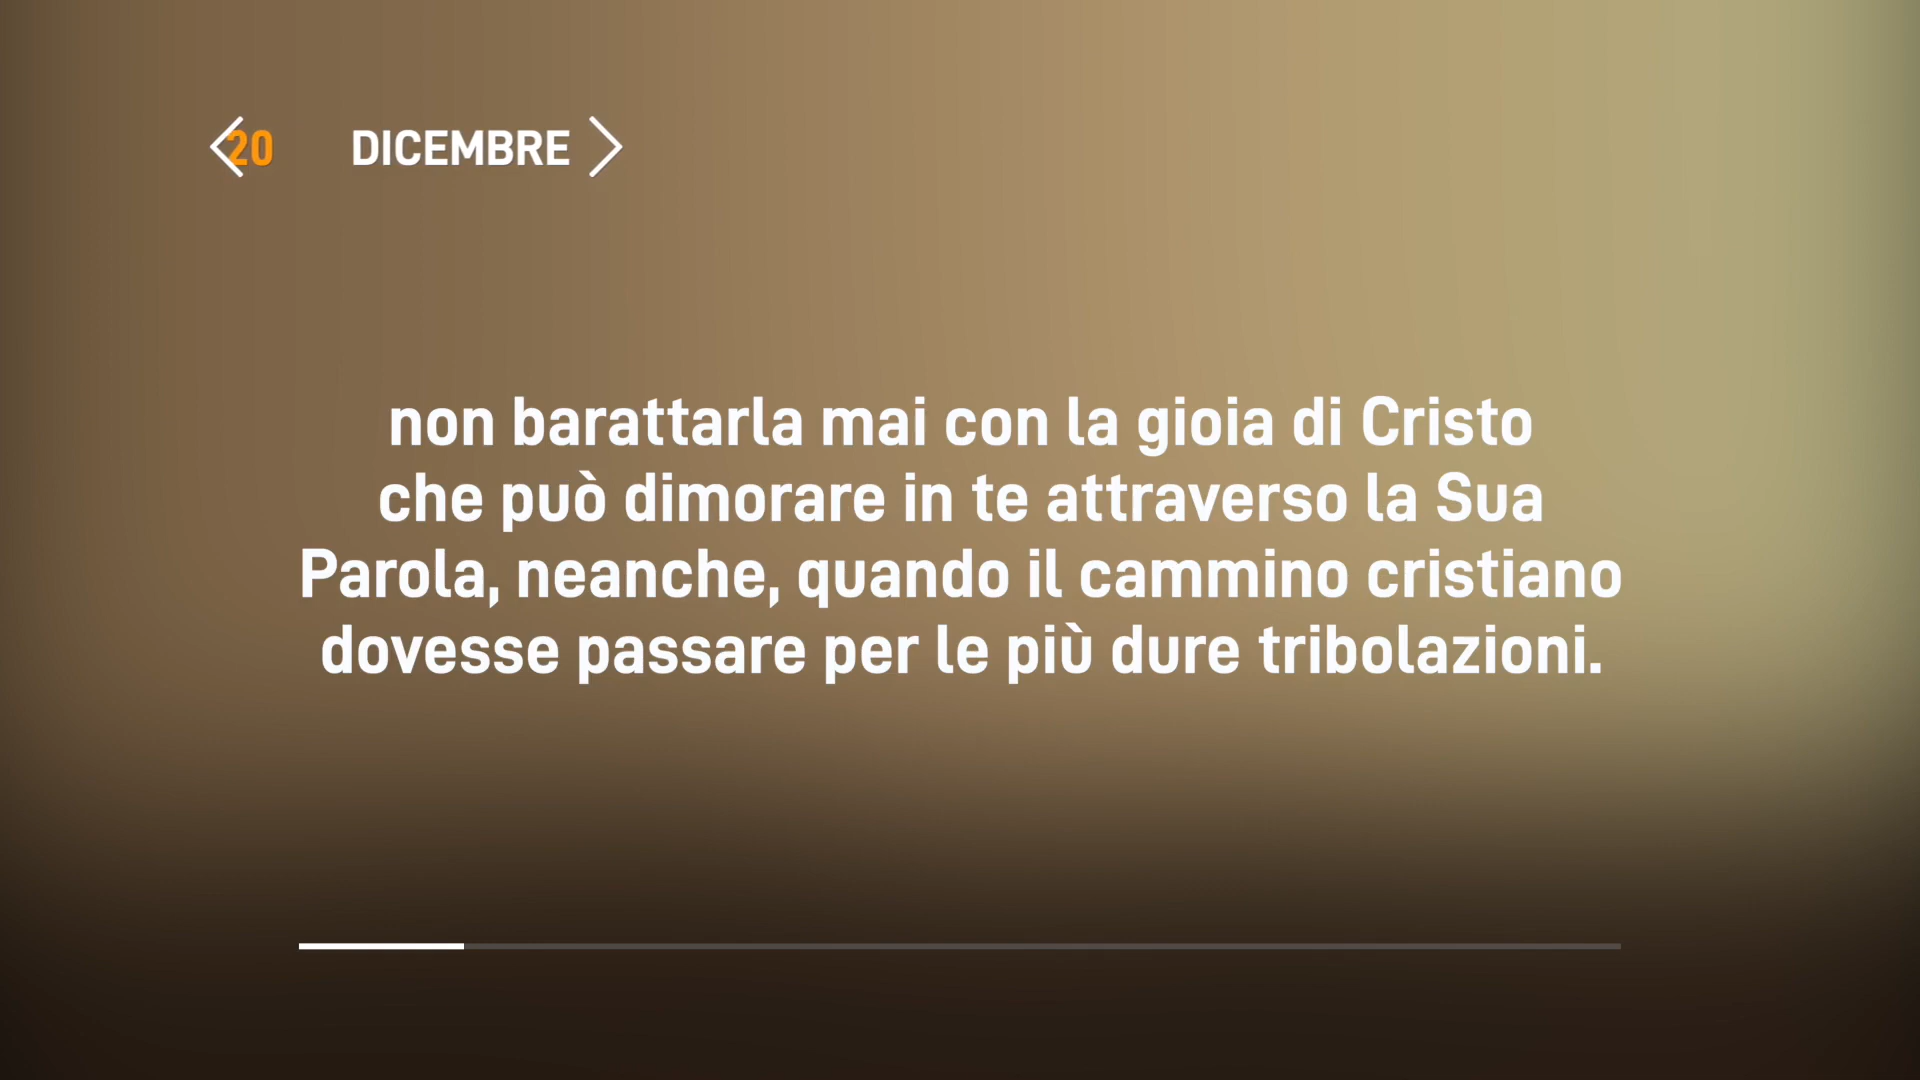 20 DICEMBRE
non barattarla mai con la gioia di Cristo
che può dimorare in te attraverso la Sua
Parola, neanche, quando il cammino cristiano
dovesse passare per le più dure tribolazioni.